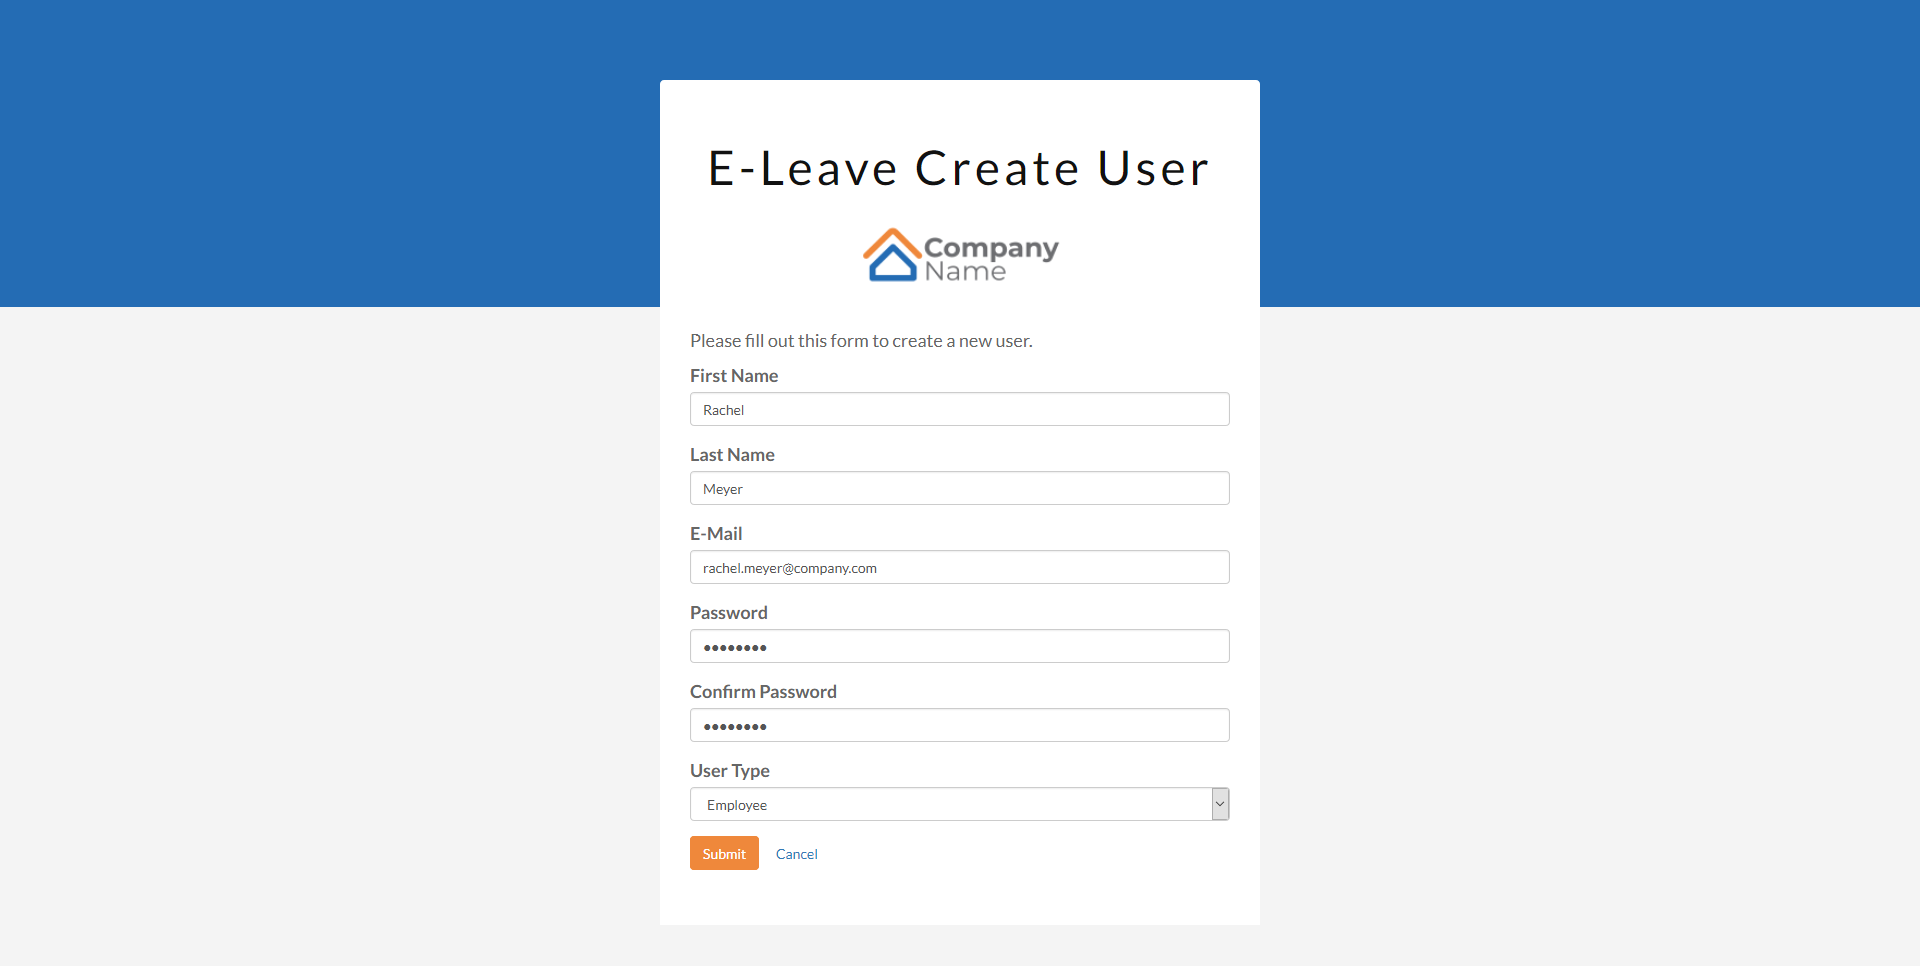 E-Leave Create User
Company
Name
Please fill out this form to create a new user.
First Name
Rachel
Last Name
Meyer
E-Mail
rachel.meyer@company.com
Password
••••••••
Confirm Password
••••••••
User Type
Employee
Submit Cancel